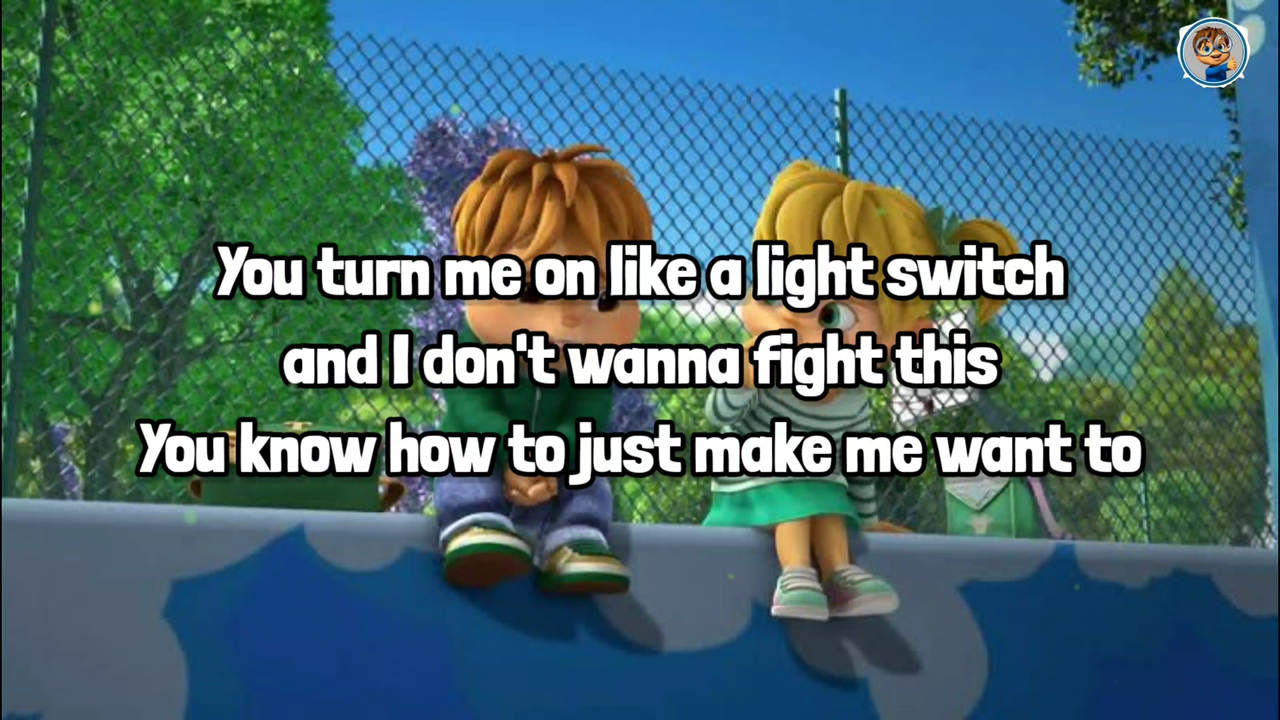 You turn me on like a light switch
and I don't wanna fight this
You know how to just make me want to